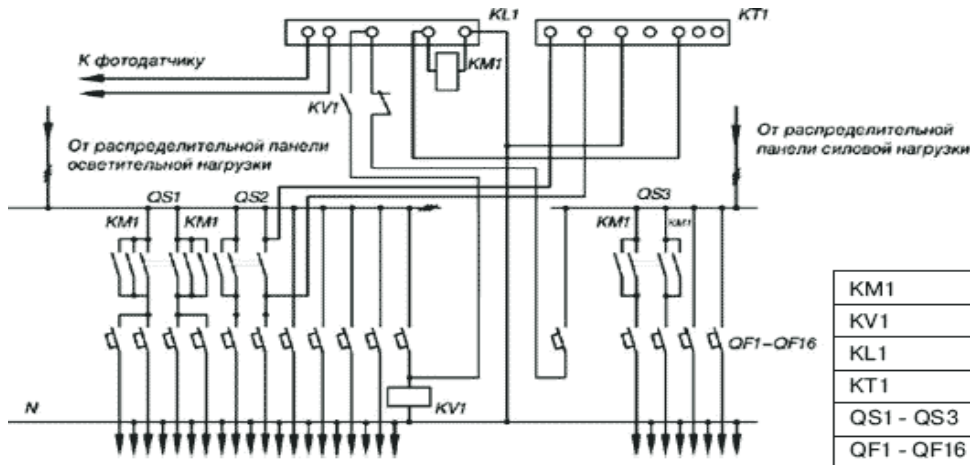 KL1
KT1
К фотодатчику
KM1
KV1
От распределительной панели
осветительной нагрузки
От распределительной
панели силовой нагрузки
QS1
QS2
QS3
KM1
KM1
KM1
KM1
QF1–QF16
N
KV1
KM1
KV1
KL1
KT1
QS1 - QS3
QF1 - QF16